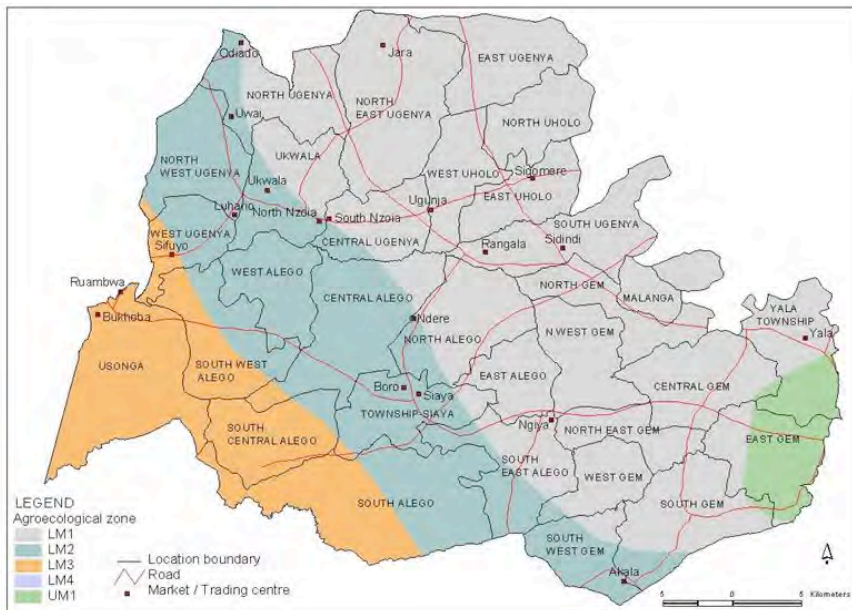 Odiado
Jara
EAST UGENYA
NORTH UGENYA
NORTH
EAST UGENYA
NORTH UHOLO
Uwai
UKWALA
NORTH
WEST UGENYA
WEST UHOLO
Sidomere
Ukwala
EAST UHOLO
Ugunja
Luhano
North Nzoia
South Nzoia
SOUTH UGENYA
WEST UGENYA
CENTRAL UGENYA
Rangala
Sidindi
Sifuyo
WEST ALEGO
Ruambwa
CENTRAL ALEGO
NORTH GEM
MALANGA
YALA
TOWNSHIP
Bukhoba
Ndere
NORTH ALEGO
N WEST GEM
Yala
USONGA
SOUTH WEST
ALEGO
EAST ALEGO
CENTRAL GEM
Boro
Siaya
TOWNSHIP-SIAYA
Ngiya
NORTH EAST GEM
EAST GEM
SOUTH
CENTRAL ALEGO
SOUTH
EAST ALEGO
WEST GEM
SOUTH ALEGO
SOUTH GEM
SOUTH
WEST GEM
Akala
LEGEND
Agroecological zone
LM1
LM2
LM3
LM4
UM1
Location boundary
Road
Market / Trading centre
5 0 5 Kilometers